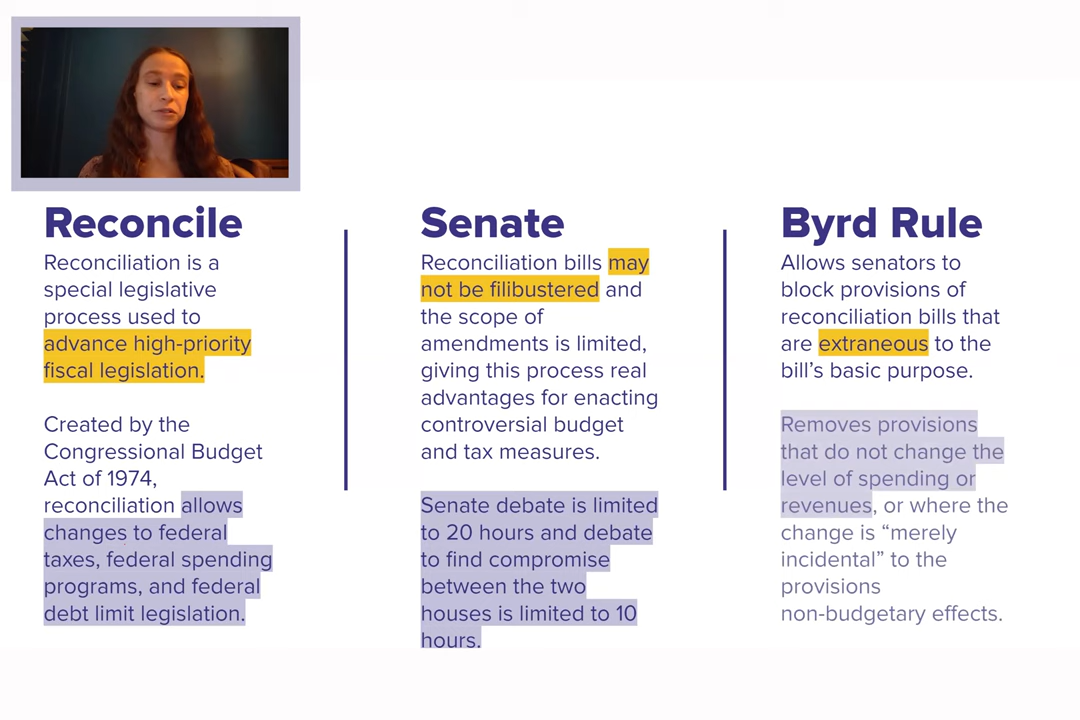 Reconcile
Reconciliation is a
special legislative
process used to
advance high-priority
fiscal legislation.
Created by the
Congressional Budget
Act of 1974,
reconciliation allows
changes to federal
taxes, federal spending
programs, and federal
debt limit legislation.
Senate
Reconciliation bills may
not be filibustered and
the scope of
amendments is limited,
giving this process real
advantages for enacting
controversial budget
and tax measures.
Senate debate is limited
to 20 hours and debate
to find compromise
between the two
houses is limited to 10
hours.
Byrd Rule
Allows senators to
block provisions of
reconciliation bills that
are extraneous to the
bill’s basic purpose.
Removes provisions
that do not change the
level of spending or
revenues, or where the
change is “merely
incidental” to the
provisions
non-budgetary effects.